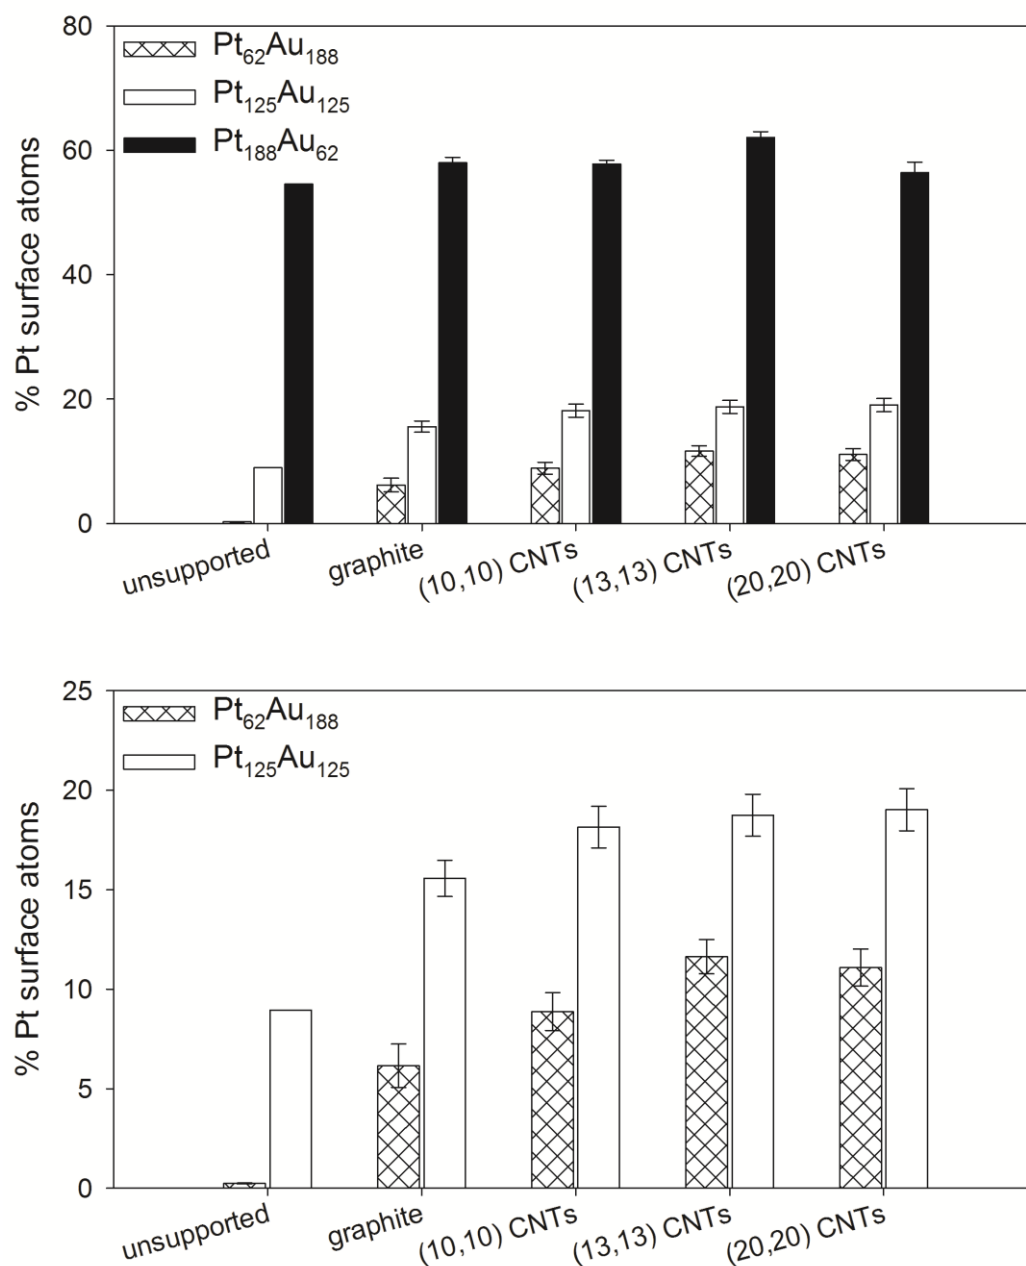 80
60
40
20
0
% Pt surface atoms
Pt62Au188
Pt125Au125
Pt188Au62
unsupported
graphite
(10,10) CNTs
(13,13) CNTs
(20,20) CNTs
25
20
15
10
5
0
% Pt surface atoms
Pt62Au188
Pt125Au125
unsupported
graphite
(10,10) CNTs
(13,13) CNTs
(20,20) CNTs